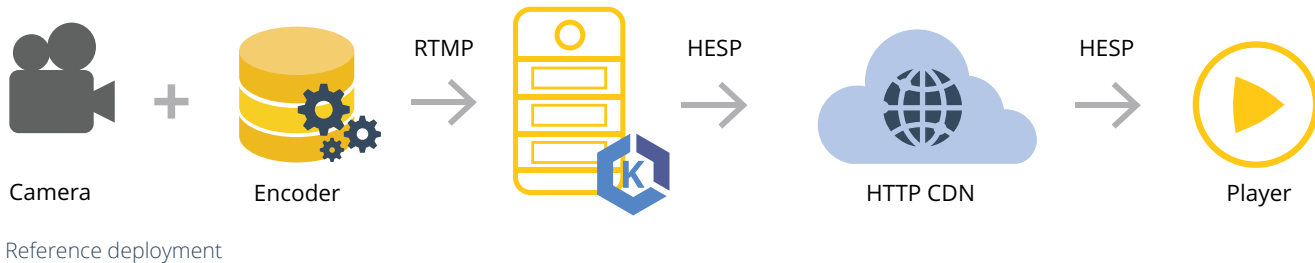 RTMP
HESP
HESP
K
Camera
Encoder
HTTP CDN
Player
Reference deployment